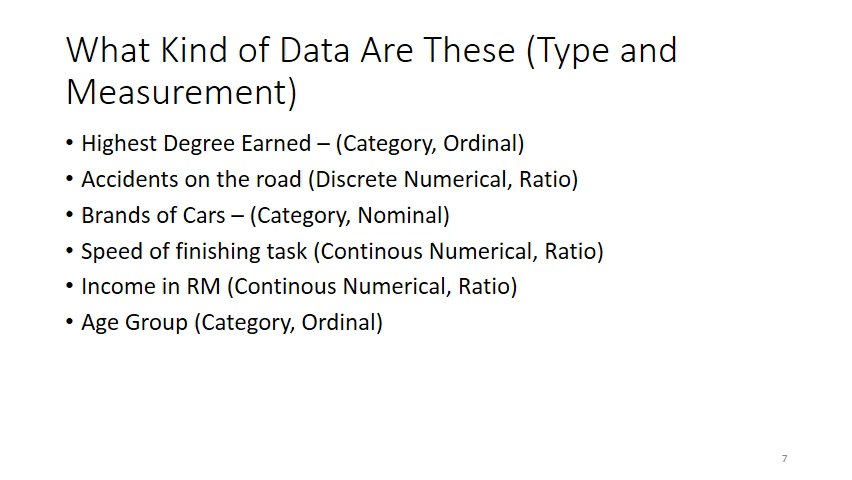 What Kind of Data Are These (Type and
Measurement)
• Highest Degree Earned – (Category, Ordinal)
• Accidents on the road (Discrete Numerical, Ratio)
• Brands of Cars – (Category, Nominal)
• Speed of finishing task (Continous Numerical, Ratio)
• Income in RM (Continous Numerical, Ratio)
• Age Group (Category, Ordinal)
7